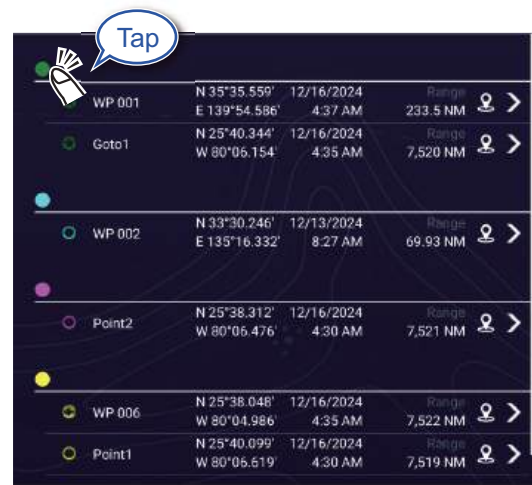 Tap
WP 001 N 35°35.559' 12/16/2024 Range
E 139°54.586' 4:37 AM 233.5 NM
Goto1 N 25°40.344' 12/16/2024 Range
W 80°06.154' 4:35 AM 7,520 NM
WP 002 N 33°30.246' 12/13/2024 Range
E 135°16.332' 8:27 AM 69.93 NM
Point2 N 25°38.312' 12/16/2024 Range
W 80°06.476' 4:30 AM 7,521 NM
WP 006 N 25°38.048' 12/16/2024 Range
W 80°04.986' 4:35 AM 7,522 NM
Point1 N 25°40.099' 12/16/2024 Range
W 80°06.619' 4:30 AM 7,519 NM